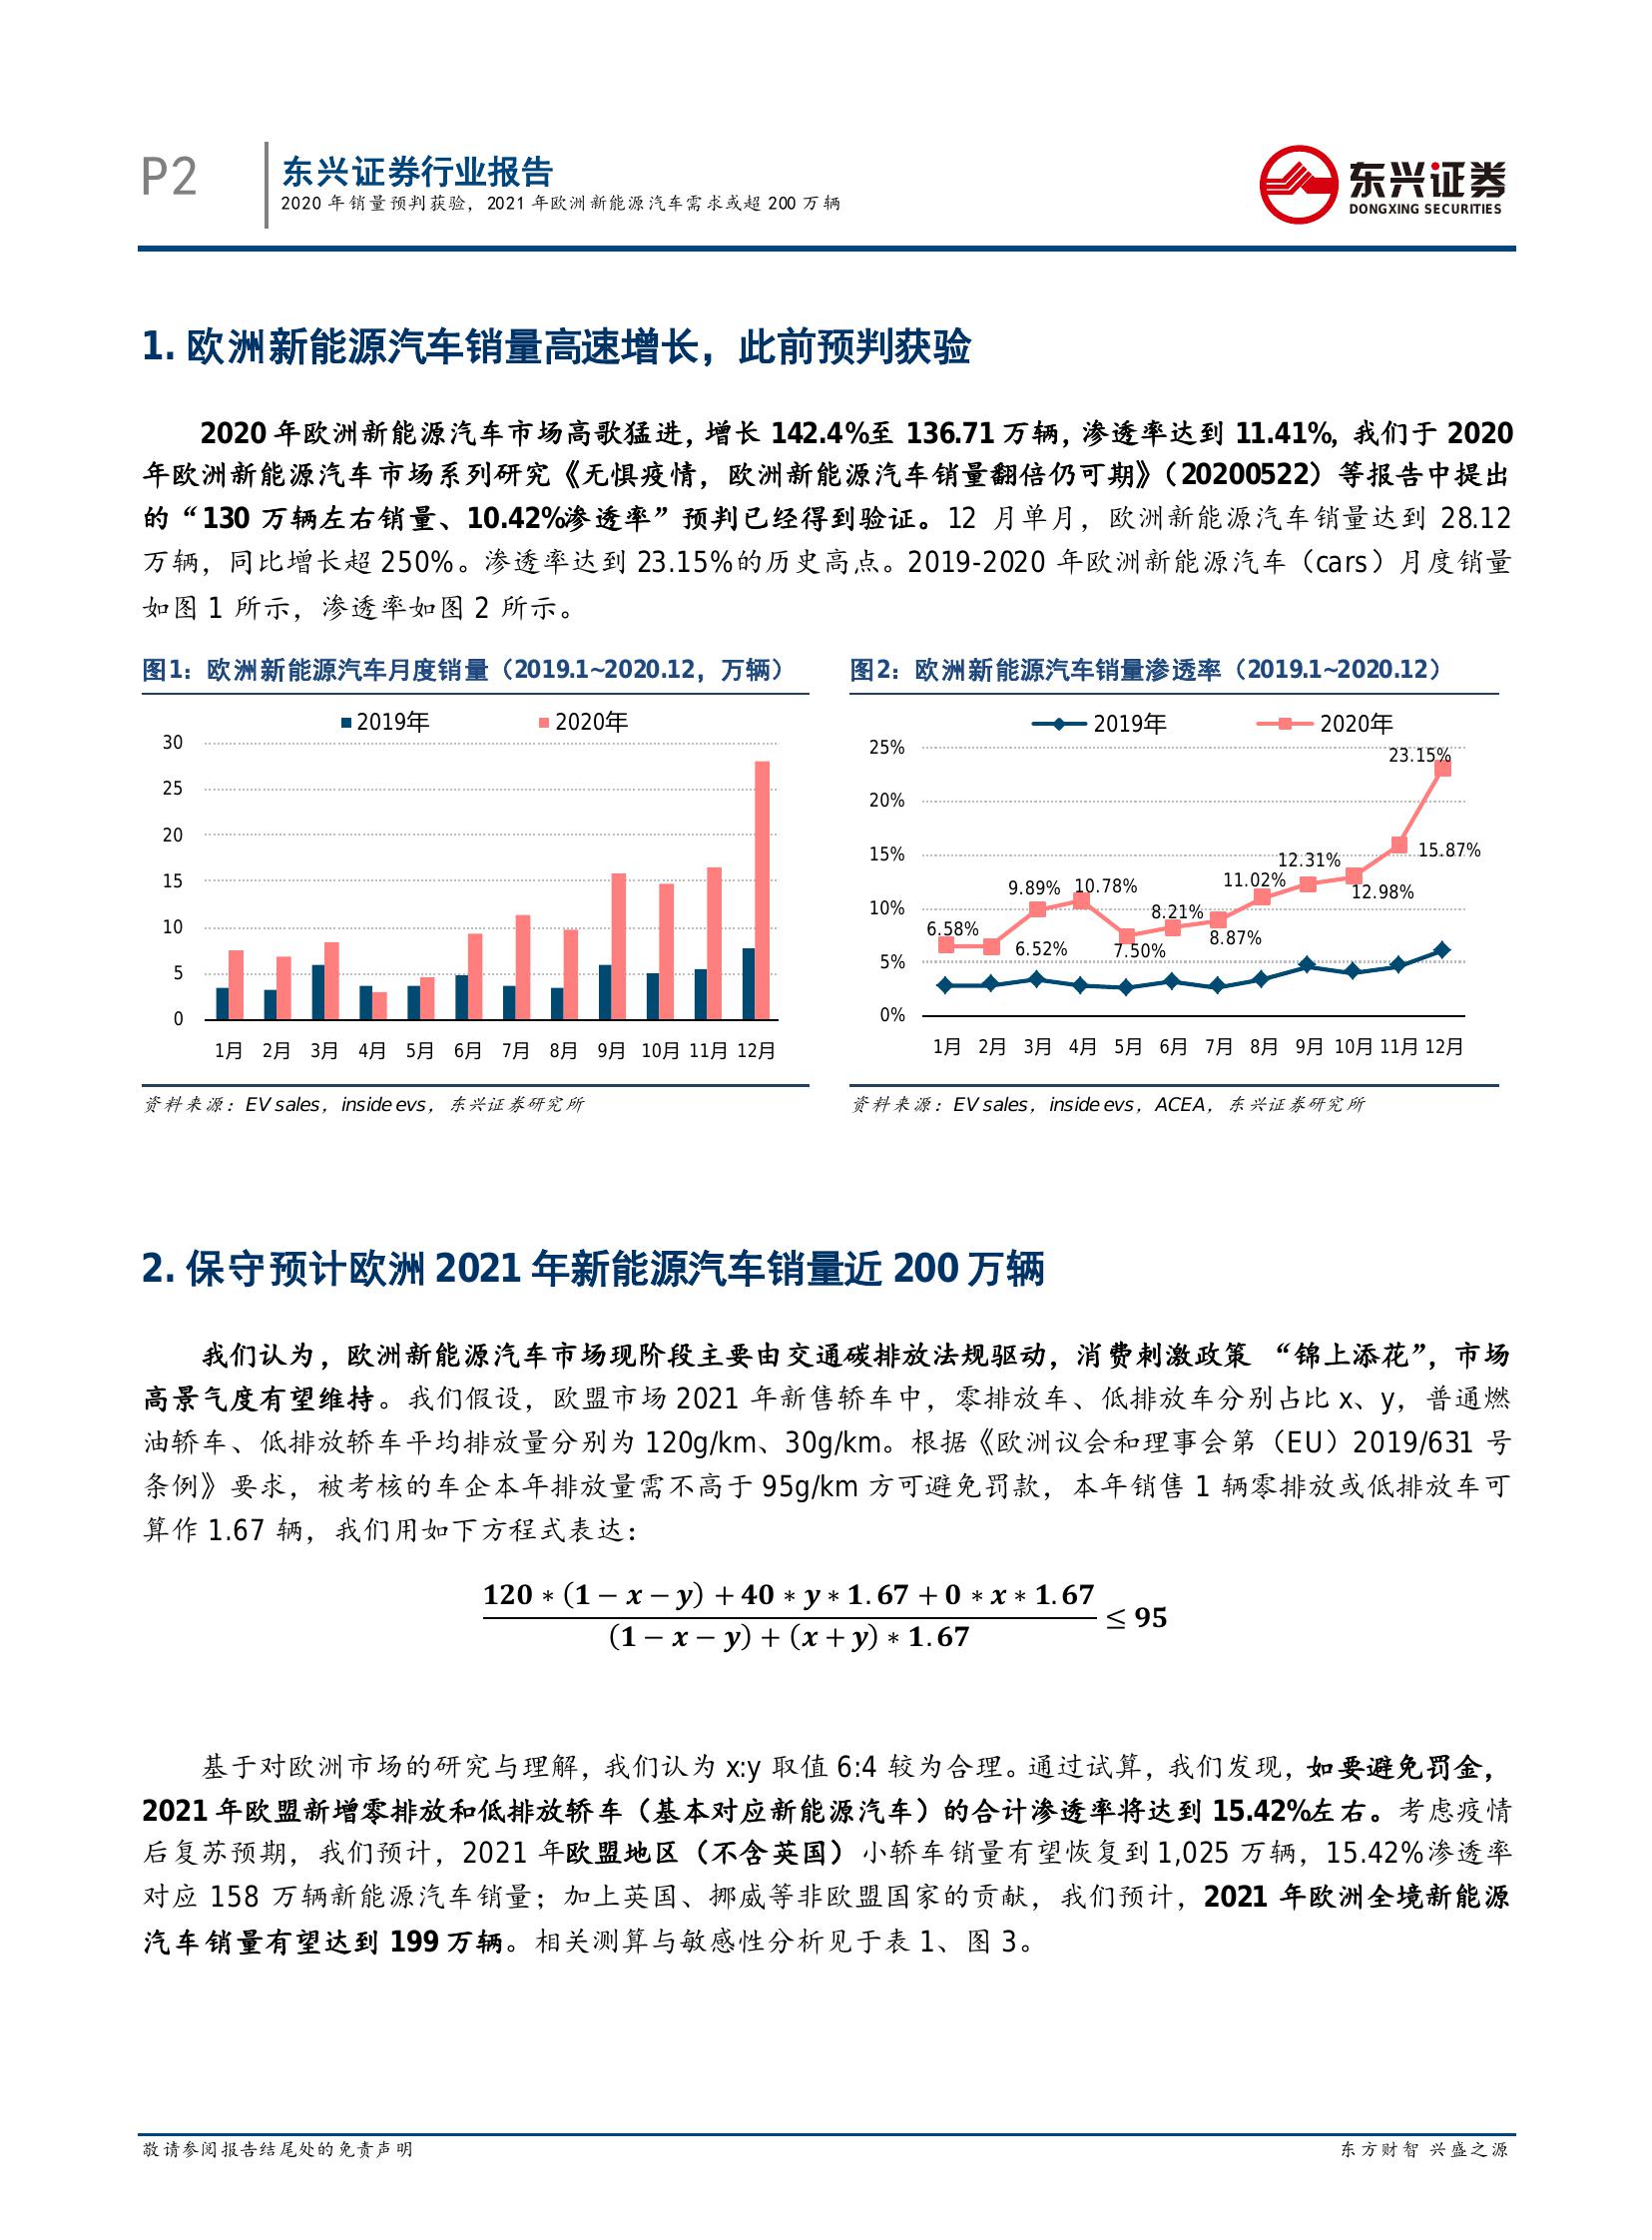 P2
东兴证券行业报告
2020 年销量预判获验，2021 年欧洲新能源汽车需求或超 200 万辆
东兴证券
DONGXING SECURITIES
1. 欧洲新能源汽车销量高速增长，此前预判获验
2020 年欧洲新能源汽车市场高歌猛进，增长 142.4%至 136.71 万辆，渗透率达到 11.41%，我们于 2020
年欧洲新能源汽车市场系列研究《无惧疫情，欧洲新能源汽车销量翻倍仍可期》（20200522）等报告中提出
的“130 万辆左右销量、10.42%渗透率”预判已经得到验证。12 月单月，欧洲新能源汽车销量达到 28.12
万辆，同比增长超 250%。渗透率达到 23.15%的历史高点。2019-2020 年欧洲新能源汽车（cars）月度销量
如图 1 所示，渗透率如图 2 所示。
图1：欧洲新能源汽车月度销量（2019.1~2020.12，万辆）
2019年 2020年
30
25
20
15
10
5
0
1月 2月 3月 4月 5月 6月 7月 8月 9月 10月 11月 12月
资料来源：EV sales，inside evs，东兴证券研究所
图2：欧洲新能源汽车销量渗透率（2019.1~2020.12）
2019年 2020年
25%
20%
15%
10%
5%
0%
6.58%
6.52%
9.89%
10.78%
7.50%
8.21%
8.87%
11.02%
12.31%
12.98%
15.87%
23.15%
1月 2月 3月 4月 5月 6月 7月 8月 9月 10月 11月 12月
资料来源：EV sales，inside evs，ACEA，东兴证券研究所
2. 保守预计欧洲 2021 年新能源汽车销量近 200 万辆
我们认为，欧洲新能源汽车市场现阶段主要由交通碳排放法规驱动，消费刺激政策 “锦上添花”，市场
高景气度有望维持。我们假设，欧盟市场 2021 年新售轿车中，零排放车、低排放车分别占比 x、y，普通燃
油轿车、低排放轿车平均排放量分别为 120g/km、30g/km。根据《欧洲议会和理事会第（EU）2019/631 号
条例》要求，被考核的车企本年排放量需不高于 95g/km 方可避免罚款，本年销售 1 辆零排放或低排放车可
算作 1.67 辆，我们用如下方程式表达：
120 ∗ (1 − x − y) + 40 ∗ y ∗ 1.67 + 0 ∗ x ∗ 1.67
(1 − x − y) + (x + y) ∗ 1.67
≤ 95
基于对欧洲市场的研究与理解，我们认为 x:y 取值 6:4 较为合理。通过试算，我们发现，如要避免罚金，
2021 年欧盟新增零排放和低排放轿车（基本对应新能源汽车）的合计渗透率将达到 15.42%左右。考虑疫情
后复苏预期，我们预计，2021 年欧盟地区（不含英国）小轿车销量有望恢复到 1,025 万辆，15.42%渗透率
对应 158 万辆新能源汽车销量；加上英国、挪威等非欧盟国家的贡献，我们预计，2021 年欧洲全境新能源
汽车销量有望达到 199 万辆。相关测算与敏感性分析见于表 1、图 3。
敬请参阅报告结尾处的免责声明
东方财智 兴盛之源